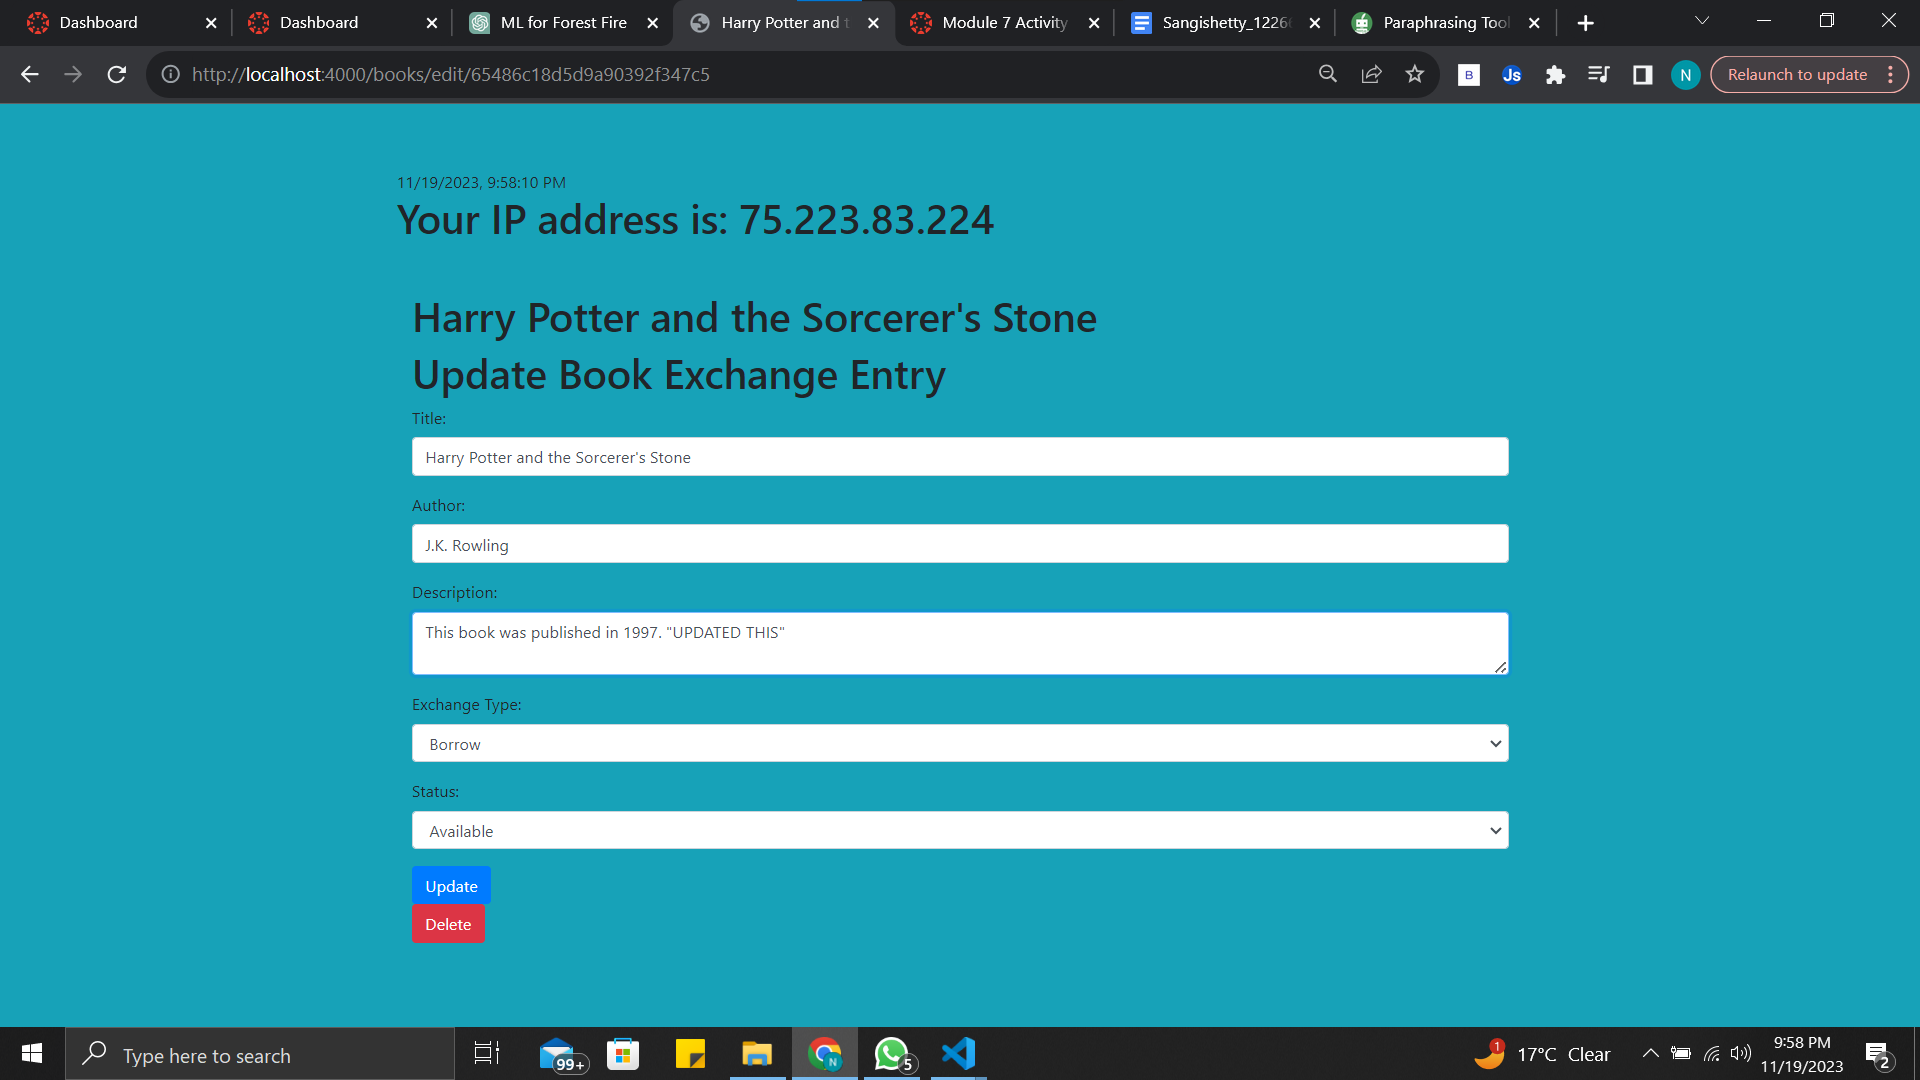 Dashboard
Dashboard
ML for Forest Fire
Harry Potter and t
Module 7 Activity
Sangishetty_1226
Paraphrasing Tool
http://localhost:4000/books/edit/65486c18d5d9a90392f347c5
B
Js
N
Relaunch to update
11/19/2023, 9:58:10 PM
Your IP address is: 75.223.83.224
Harry Potter and the Sorcerer's Stone
Update Book Exchange Entry
Title:
Harry Potter and the Sorcerer's Stone
Author:
J.K. Rowling
Description:
This book was published in 1997. "UPDATED THIS"
Exchange Type:
Borrow
Status:
Available
Update
Delete
Type here to search
99+
N
5
1
17°C Clear
9:58 PM
11/19/2023
2